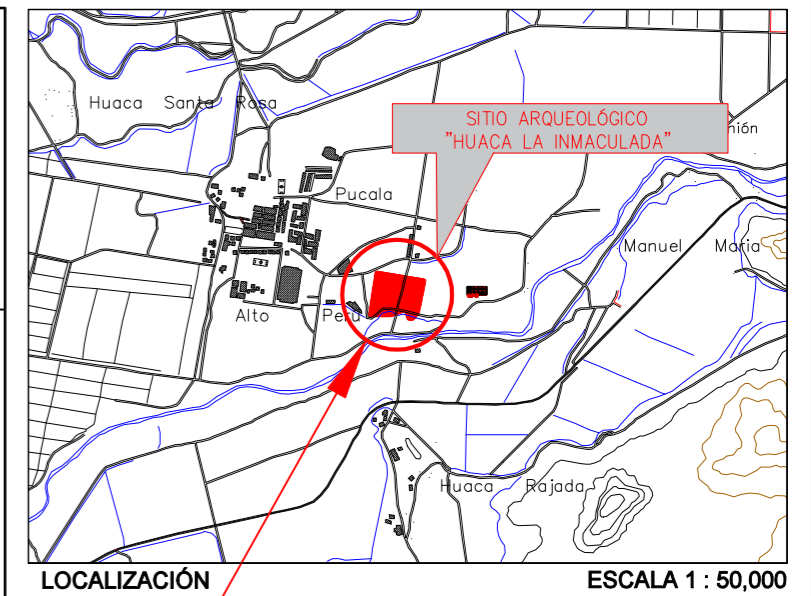 Huaca Santa Rosa
SITIO ARQUEOLÓGICO
"HUACA LA INMACULADA"
nión
Pucala
Manuel Maria
Alto Perú
Huaca Rajada
LOCALIZACIÓN
ESCALA 1 : 50,000